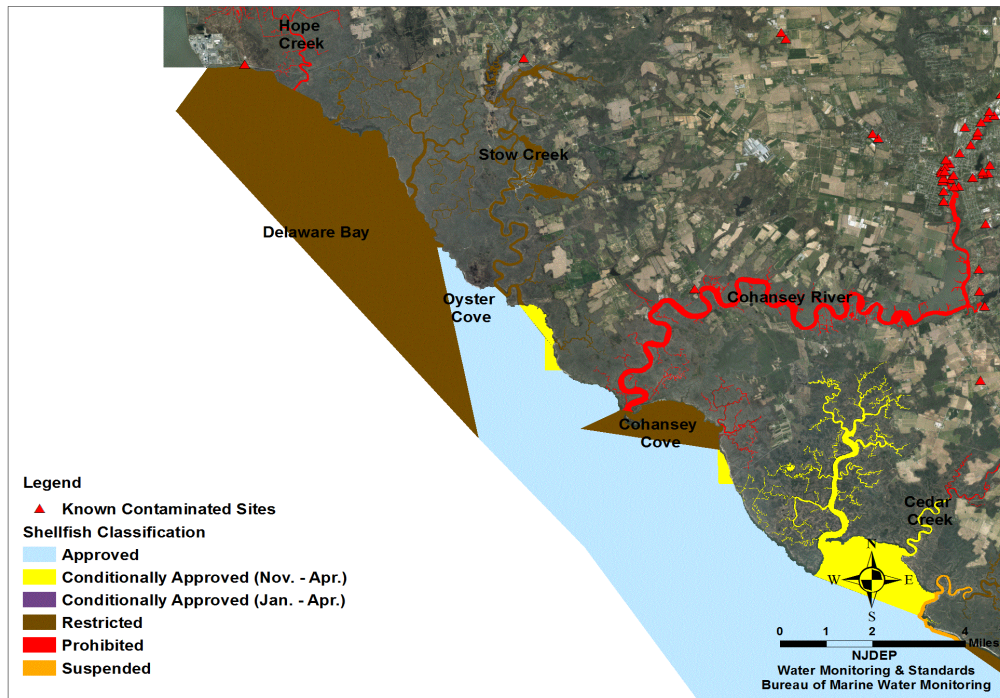 Hope
Creek
Stow Creek
Delaware Bay
Oyster
Cove
Cohansey River
Cohansey
Cove
Cedar
Creek
N
W E
S
Legend
Known Contaminated Sites
Shellfish Classification
Approved
Conditionally Approved (Nov. - Apr.)
Conditionally Approved (Jan. - Apr.)
Restricted
Prohibited
Suspended
0 1 2 4
Miles
NJDEP
Water Monitoring & Standards
Bureau of Marine Water Monitoring